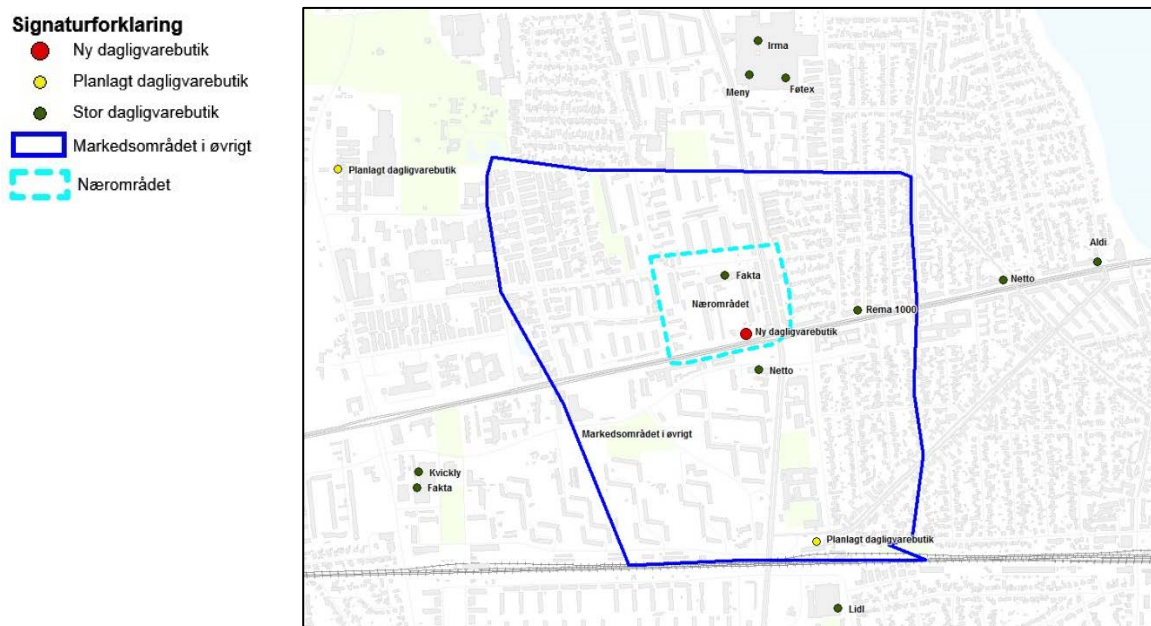 Signaturforklaring
Ny dagligvarebutik
Planlagt dagligvarebutik
Stor dagligvarebutik
Markedsområdet i øvrigt
Nærområdet
Irma
Meny
Føtex
Planlagt dagligvarebutik
Aldi
Fakta
Netto
Nærområdet
Rema 1000
Ny dagligvarebutik
Netto
Markedsområdet i øvrigt
Kvickly
Fakta
Planlagt dagligvarebutik
Lidl